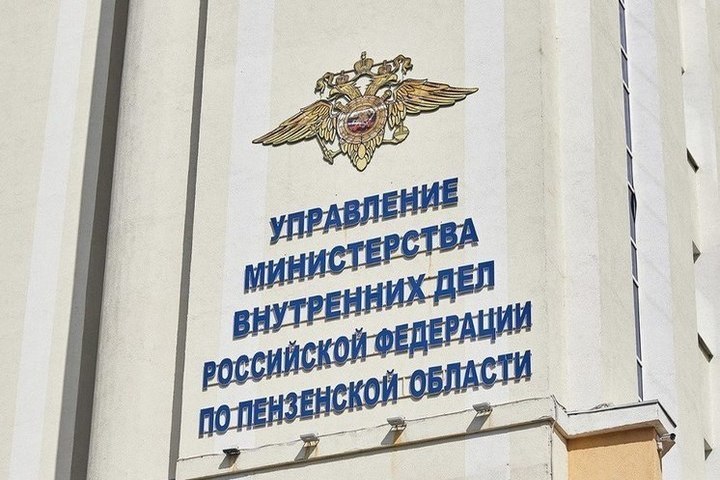 УПРАВЛЕНИЕ
МИНИСТЕРСТВА
ВНУТРЕННИХ ДЕЛ
РОССИЙСКОЙ ФЕДЕРАЦИИ
ПО ПЕНЗЕНСКОЙ ОБЛАСТИ